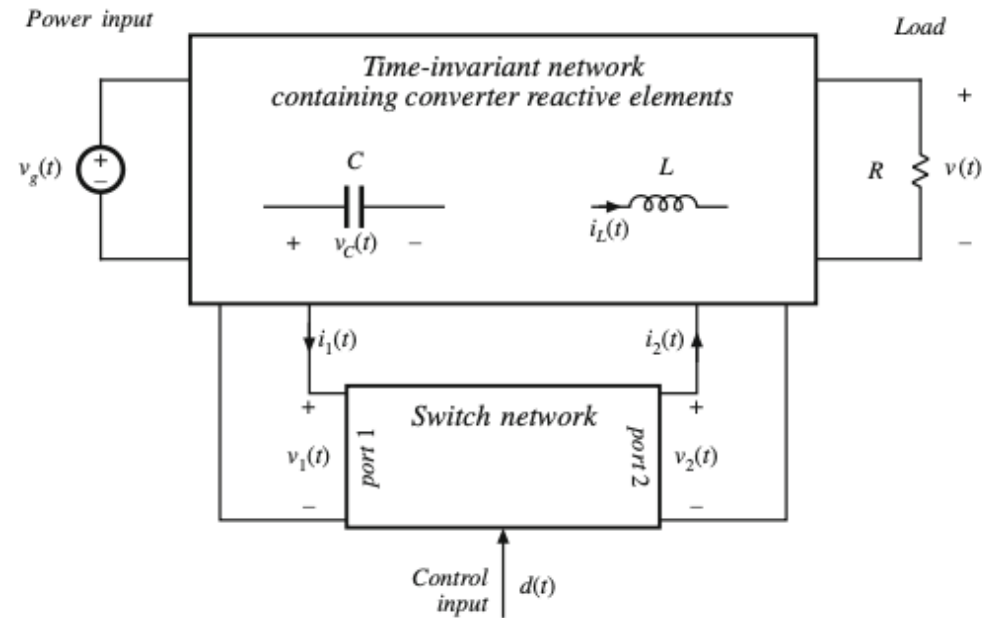 Power input
Load
Time-invariant network
containing converter reactive elements
C
L
+
v_g(t)
+
–
R
v(t)
+
v_C(t)
–
i_L(t)
–
i_1(t)
i_2(t)
+
Switch network
+
v_1(t)
port 1
port 2
v_2(t)
–
–
Control
input
d(t)